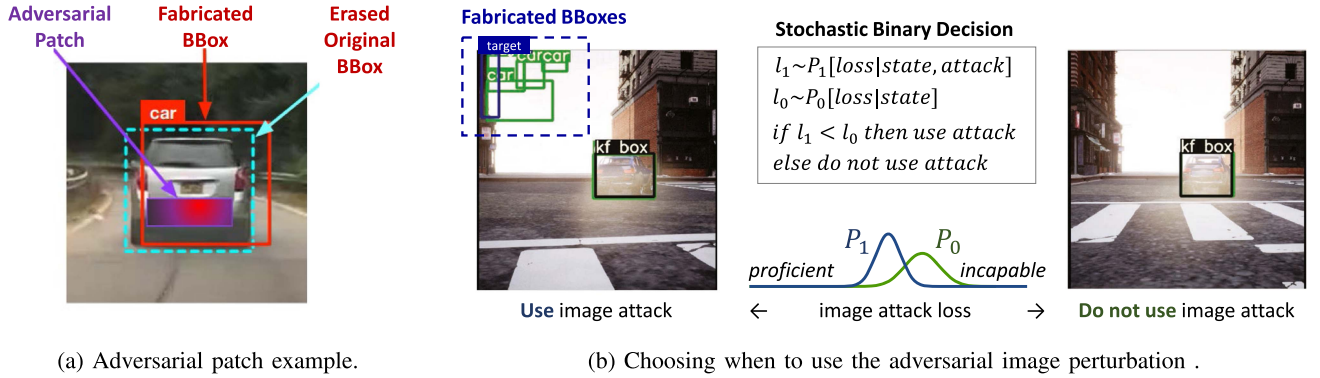 Adversarial
Patch
Fabricated
BBox
Erased
Original
BBox
car
(a) Adversarial patch example.
Fabricated BBoxes
target
car
car
car
kf box
Use image attack
Stochastic Binary Decision
l₁~P₁[loss|state, attack]
l₀~P₀[loss|state]
if l₁ < l₀ then use attack
else do not use attack
P₁ P₀
proficient incapable
← image attack loss →
kf box
Do not use image attack
(b) Choosing when to use the adversarial image perturbation .